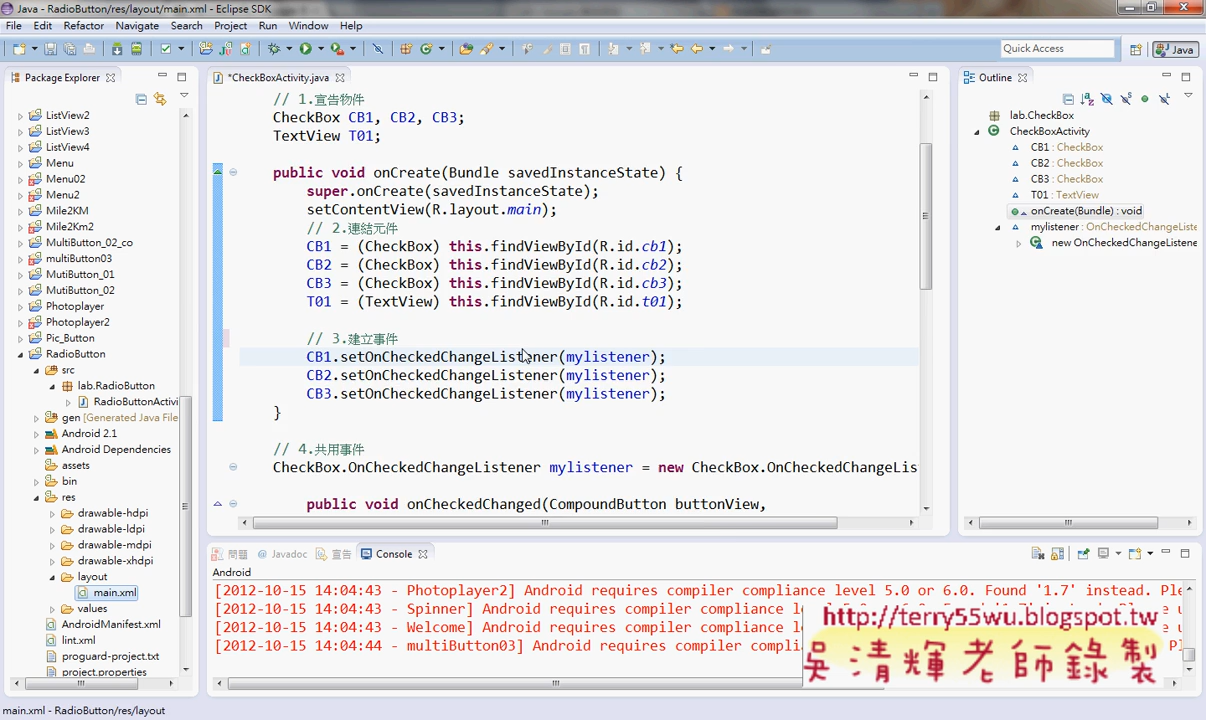 Java - RadioButton/res/layout/main.xml - Eclipse SDK
File Edit Refactor Navigate Search Project Run Window Help
Quick Access
Java
Package Explorer
*CheckBoxActivity.java
Outline
ListView2
ListView3
ListView4
Menu
Menu02
Menu2
Mile2KM
Mile2Km2
MultiButton_02_co
multiButton03
MutiButton_01
MutiButton_02
Photoplayer
Photoplayer2
Pic_Button
RadioButton
src
lab.RadioButton
RadioButtonActivi
gen [Generated Java File
Android 2.1
Android Dependencies
assets
bin
res
drawable-hdpi
drawable-ldpi
drawable-mdpi
drawable-xhdpi
layout
main.xml
values
AndroidManifest.xml
lint.xml
proguard-project.txt
project.properties
// 1.宣告物件
CheckBox CB1, CB2, CB3;
TextView T01;
public void onCreate(Bundle savedInstanceState) {
super.onCreate(savedInstanceState);
setContentView(R.layout.main);
// 2.連結元件
CB1 = (CheckBox) this.findViewById(R.id.cb1);
CB2 = (CheckBox) this.findViewById(R.id.cb2);
CB3 = (CheckBox) this.findViewById(R.id.cb3);
T01 = (TextView) this.findViewById(R.id.t01);
// 3.建立事件
CB1.setOnCheckedChangeListener(mylistener);
CB2.setOnCheckedChangeListener(mylistener);
CB3.setOnCheckedChangeListener(mylistener);
}
// 4.共用事件
CheckBox.OnCheckedChangeListener mylistener = new CheckBox.OnCheckedChangeLis
public void onCheckedChanged(CompoundButton buttonView,
lab.CheckBox
CheckBoxActivity
CB1 : CheckBox
CB2 : CheckBox
CB3 : CheckBox
T01 : TextView
onCreate(Bundle) : void
mylistener : OnCheckedChange
new OnCheckedChangeListene
問題 @ Javadoc 宣告 Console
Android
[2012-10-15 14:04:43 - Photoplayer2] Android requires compiler compliance level 5.0 or 6.0. Found '1.7' instead. Ple
[2012-10-15 14:04:43 - Spinner] Android requires compiler compliance
[2012-10-15 14:04:43 - Welcome] Android requires compiler compliance
[2012-10-15 14:04:44 - multiButton03] Android requires compiler compli
http://terry55wu.blogspot.tw
吳清輝老師錄製
main.xml - RadioButton/res/layout